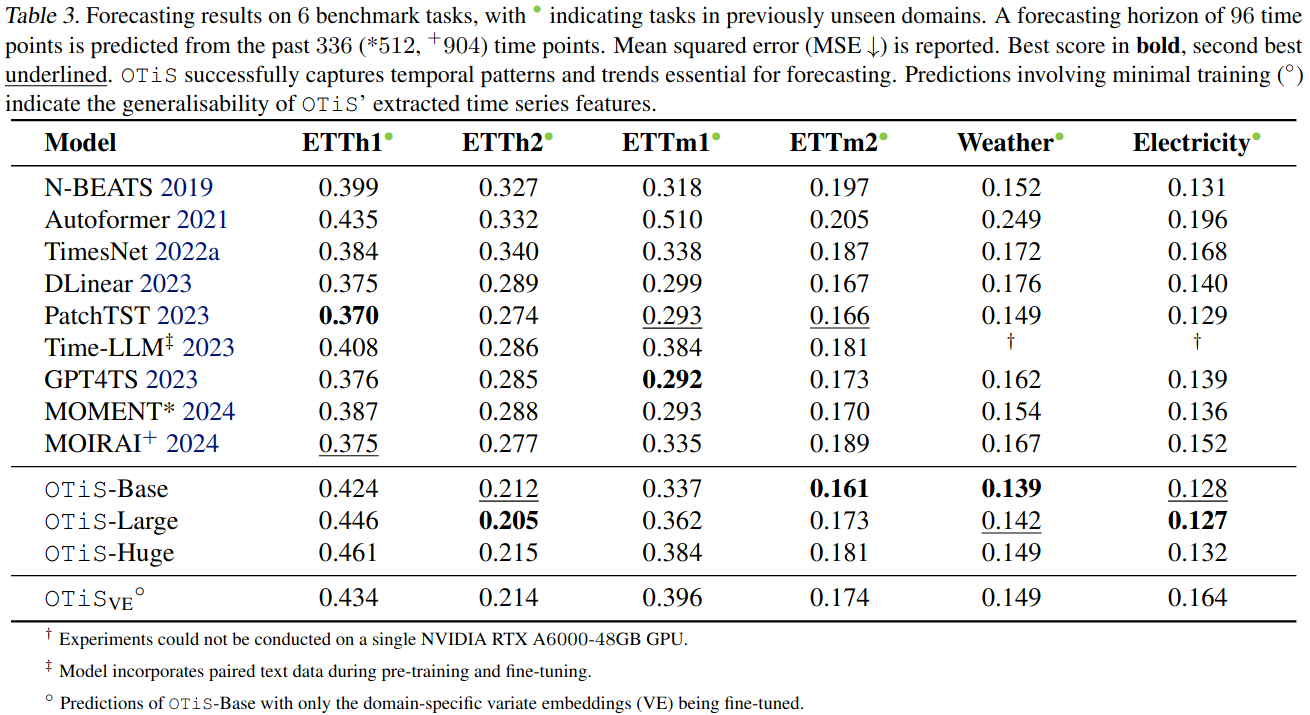 Table 3. Forecasting results on 6 benchmark tasks, with • indicating tasks in previously unseen domains. A forecasting horizon of 96 time
points is predicted from the past 336 (*512, +904) time points. Mean squared error (MSE ↓) is reported. Best score in bold, second best
underlined. OTiS successfully captures temporal patterns and trends essential for forecasting. Predictions involving minimal training (°)
indicate the generalisability of OTiS’ extracted time series features.
Model ETTh1• ETTh2• ETTm1• ETTm2• Weather• Electricity•
N-BEATS 2019 0.399 0.327 0.318 0.197 0.152 0.131
Autoformer 2021 0.435 0.332 0.510 0.205 0.249 0.196
TimesNet 2022a 0.384 0.340 0.338 0.187 0.172 0.168
DLinear 2023 0.375 0.289 0.299 0.167 0.176 0.140
PatchTST 2023 0.370 0.274 0.293 0.166 0.149 0.129
Time-LLM‡ 2023 0.408 0.286 0.384 0.181 † †
GPT4TS 2023 0.376 0.285 0.292 0.173 0.162 0.139
MOMENT* 2024 0.387 0.288 0.293 0.170 0.154 0.136
MOIRAI+ 2024 0.375 0.277 0.335 0.189 0.167 0.152
OTiS-Base 0.424 0.212 0.337 0.161 0.139 0.128
OTiS-Large 0.446 0.205 0.362 0.173 0.142 0.127
OTiS-Huge 0.461 0.215 0.384 0.181 0.149 0.132
OTiSVE° 0.434 0.214 0.396 0.174 0.149 0.164
† Experiments could not be conducted on a single NVIDIA RTX A6000-48GB GPU.
‡ Model incorporates paired text data during pre-training and fine-tuning.
° Predictions of OTiS-Base with only the domain-specific variate embeddings (VE) being fine-tuned.